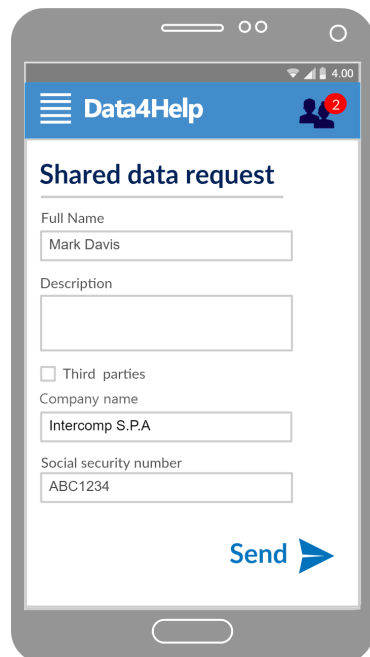 4.00
Data4Help
2
Shared data request
Full Name
Mark Davis
Description
Third parties
Company name
Intercomp S.P.A
Social security number
ABC1234
Send